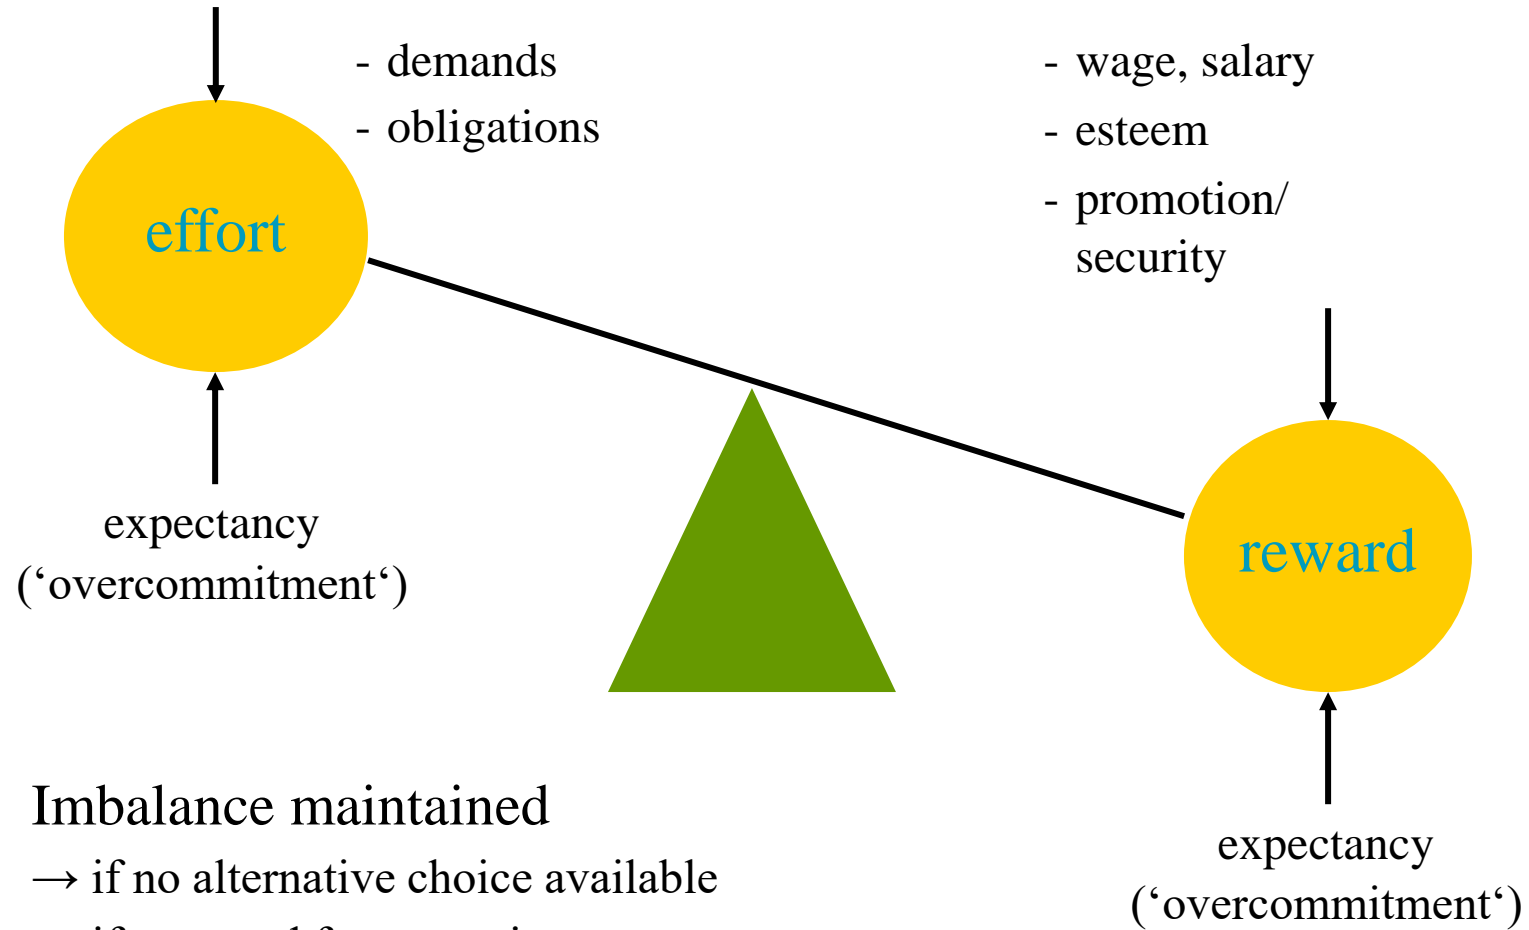 - demands
- obligations
- wage, salary
- esteem
- promotion/
security
effort
expectancy
(‘overcommitment‘)
reward
expectancy
(‘overcommitment‘)
Imbalance maintained
→ if no alternative choice available